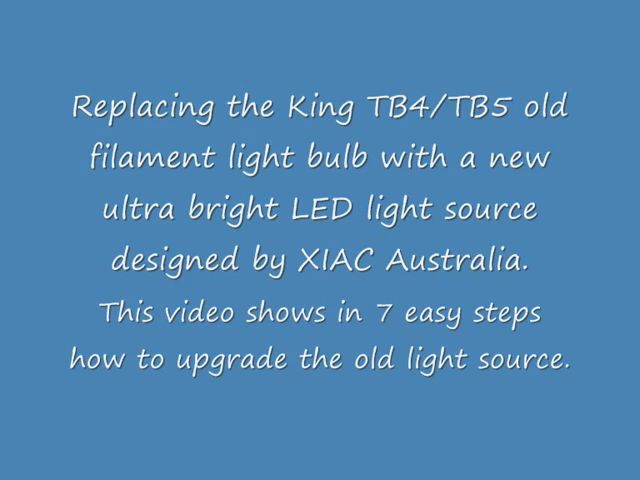 Replacing the King TB4/TB5 old
filament light bulb with a new
ultra bright LED light source
designed by XIAC Australia.
This video shows in 7 easy steps
how to upgrade the old light source.